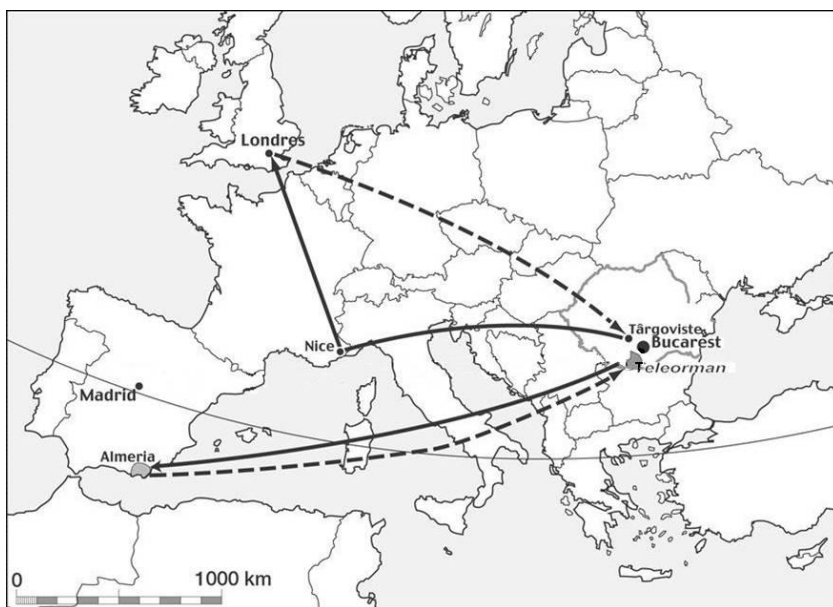 Londres
Târgoviste
Bucarest
Nice
Teleorman
Madrid
Almeria
0 1000 km